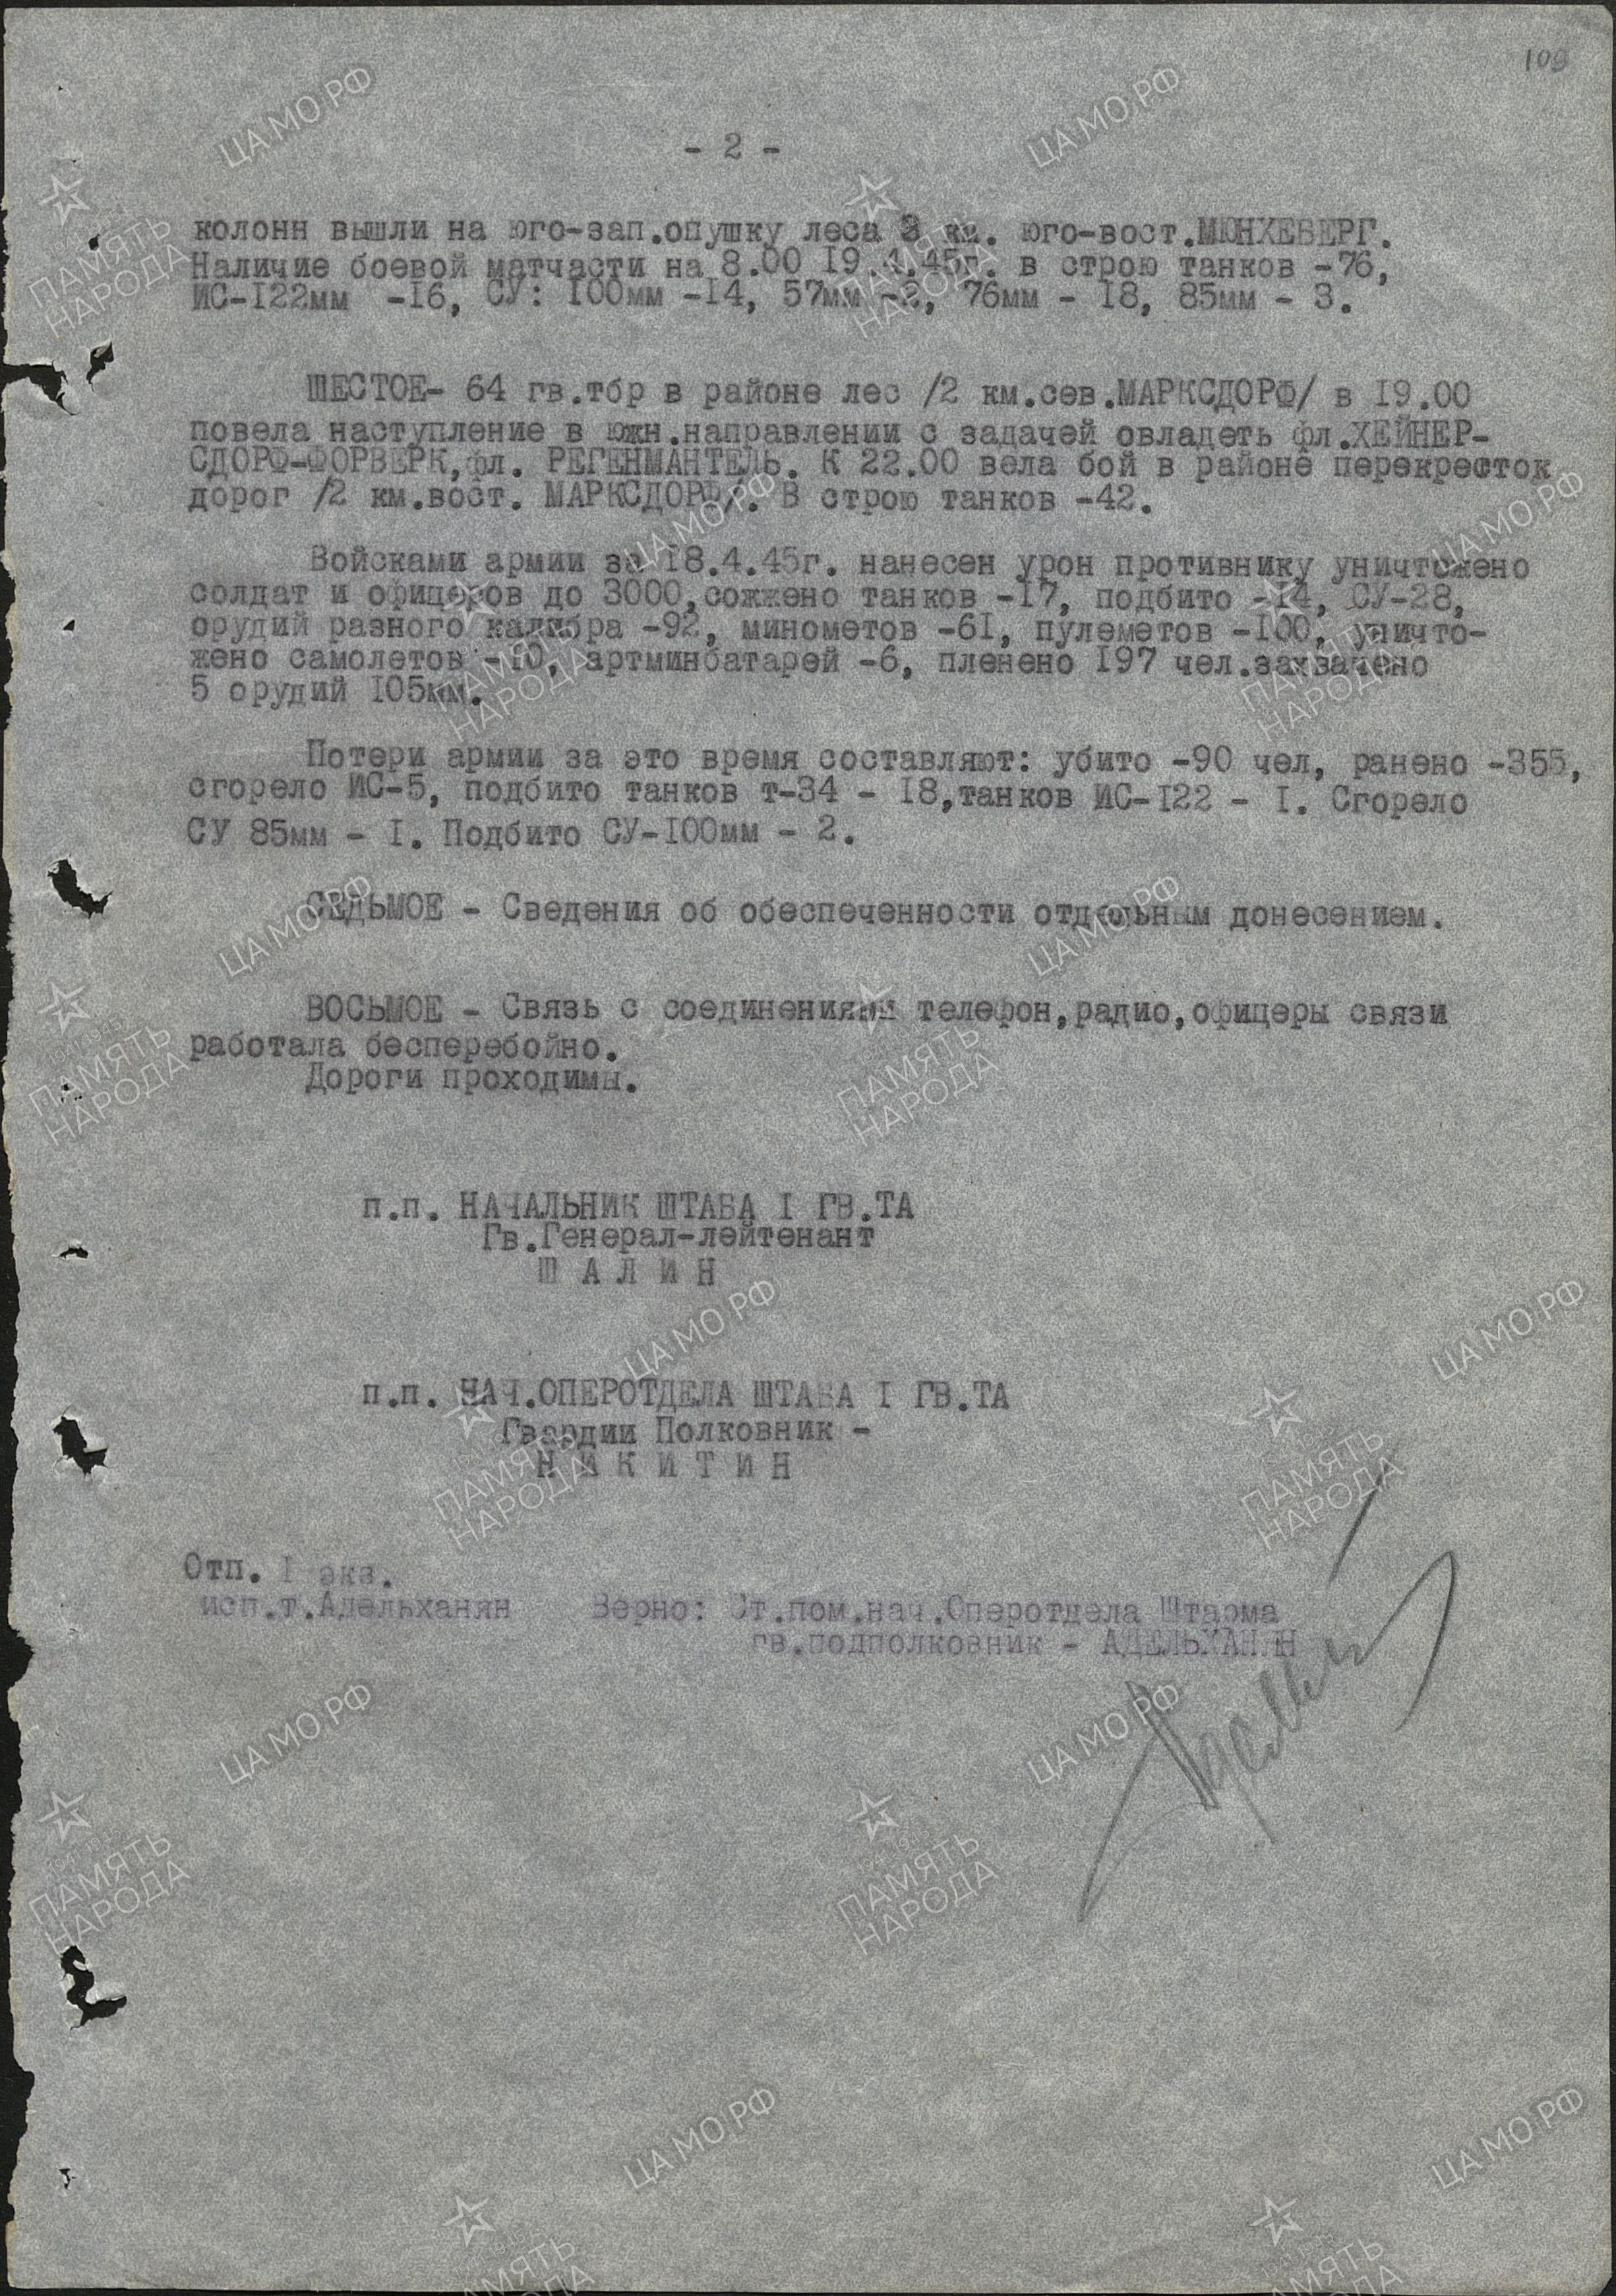 109
- 2 -
колонн вышли на юго-зап.опушку леса 3 км. юго-вост.МЮНХЕБЕРГ.
Наличие боевой матчасти на 8.00 19.4.45г. в строю танков -76,
ИС-122мм -16, СУ: 100мм -14, 57мм -2, 76мм - 18, 85мм - 3.
ШЕСТОЕ- 64 гв.тбр в районе лес /2 км.сев.МАРКСДОРФ/ в 19.00
повела наступление в южн.направлении с задачей овладеть фл.ХЕЙНЕР-
СДОРФ-ФОРВЕРК,фл. РЕГЕНМАНТЕЛЬ. К 22.00 вела бой в районе перекресток
дорог /2 км.вост. МАРКСДОРФ/. В строю танков -42.
Войсками армии за 18.4.45г. нанесен урон противнику уничтожено
солдат и офицеров до 3000,сожжено танков -17, подбито -14, СУ-28,
орудий разного калибра -92, минометов -61, пулеметов -100, уничто-
жено самолетов -10, артминбатарей -6, пленено 197 чел.захвачено
5 орудий 105мм.
Потери армии за это время составляют: убито -90 чел, ранено -355,
сгорело ИС-5, подбито танков т-34 - 18,танков ИС-122 - 1. Сгорело
СУ 85мм - 1. Подбито СУ-100мм - 2.
СЕДЬМОЕ - Сведения об обеспеченности отдельным донесением.
ВОСЬМОЕ - Связь с соединениями телефон,радио,офицеры связи
работала бесперебойно.
Дороги проходимы.
п.п. НАЧАЛЬНИК ШТАБА I ГВ.ТА
Гв.Генерал-лейтенант
Ш А Л И Н
п.п. НАЧ.ОПЕРОТДЕЛА ШТАБА I ГВ.ТА
Гвардии Полковник -
Н И К И Т И Н
Отп. 1 экз.
исп.т.Адельханян Верно: Ст.пом.нач.Оперотдела Штарма
гв.подполковник - АДЕЛЬХАНЯН
ЦАМО.РФ
ПАМЯТЬ
НАРОДА